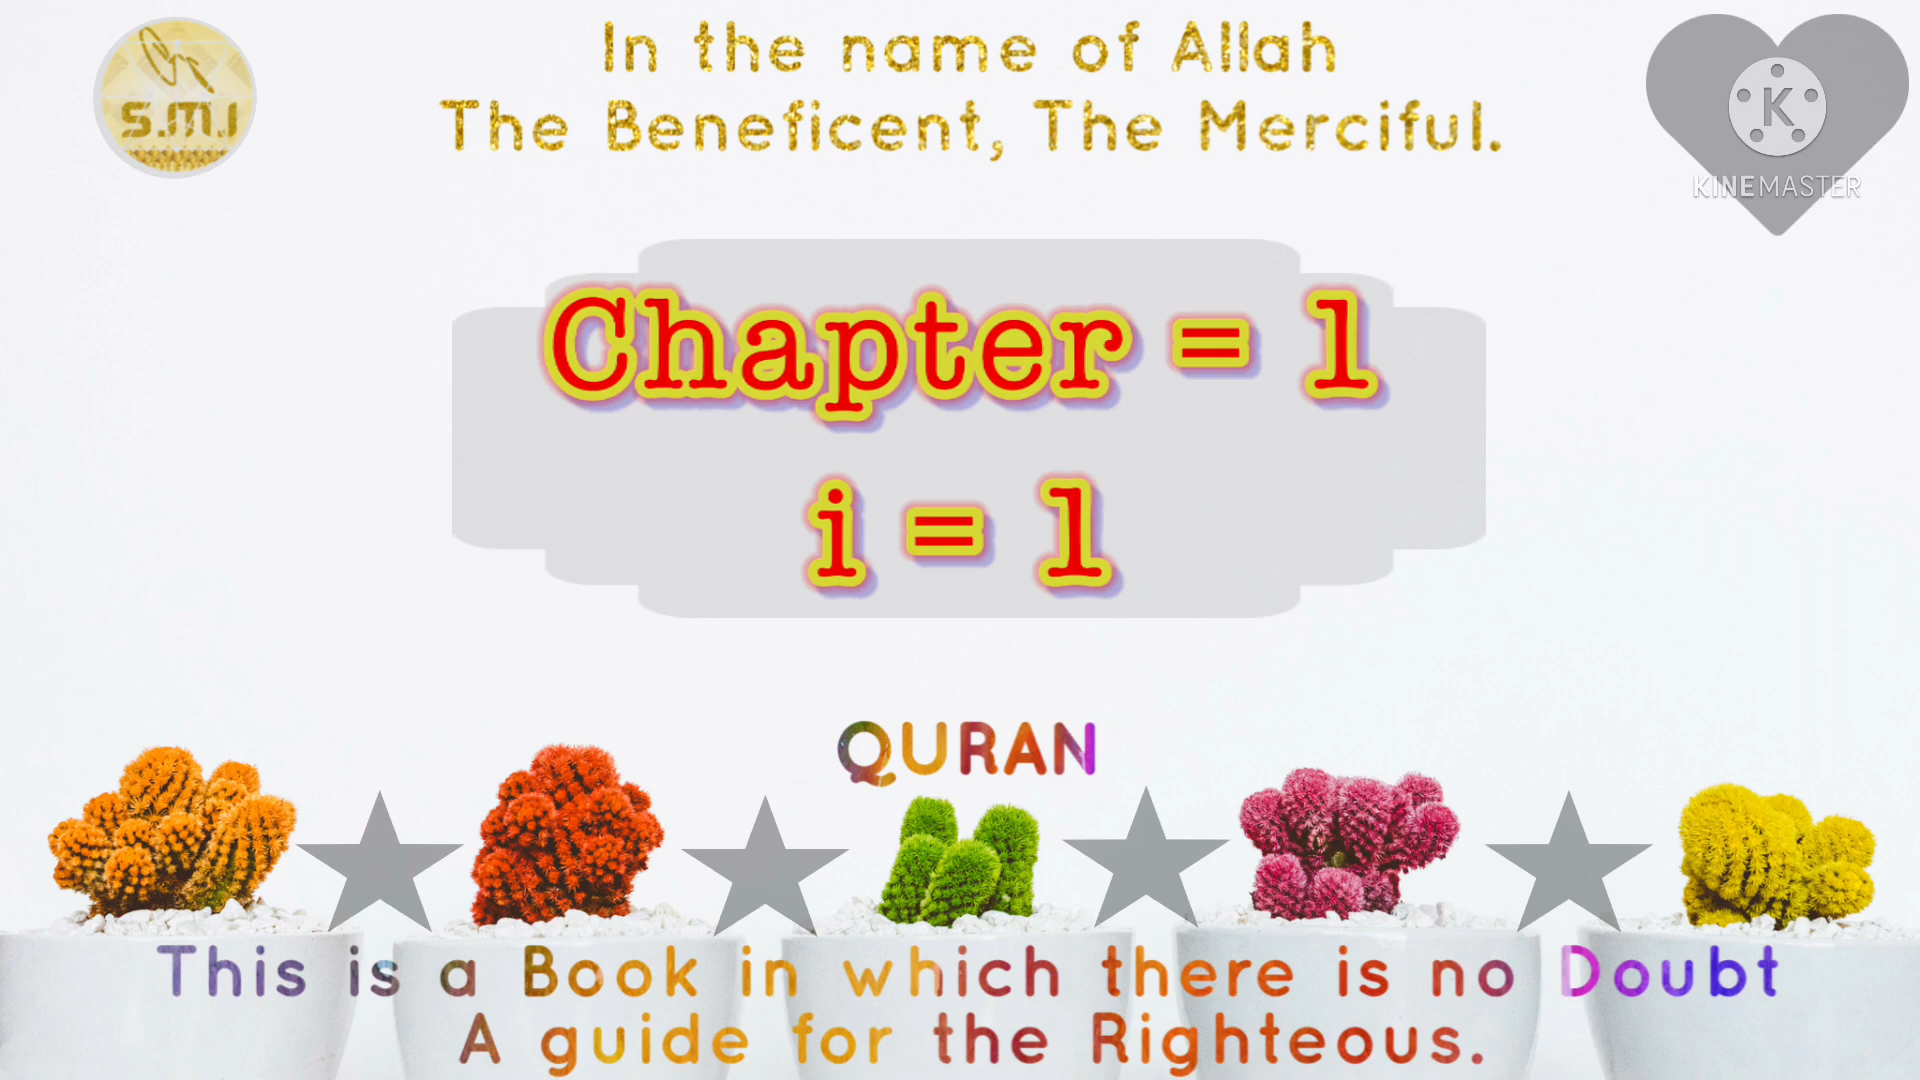 In the name of Allah
The Beneficent, The Merciful.
S.M.I
KINEMASTER
Chapter = 1
i = 1
QURAN
This is a Book in which there is no Doubt
A guide for the Righteous.